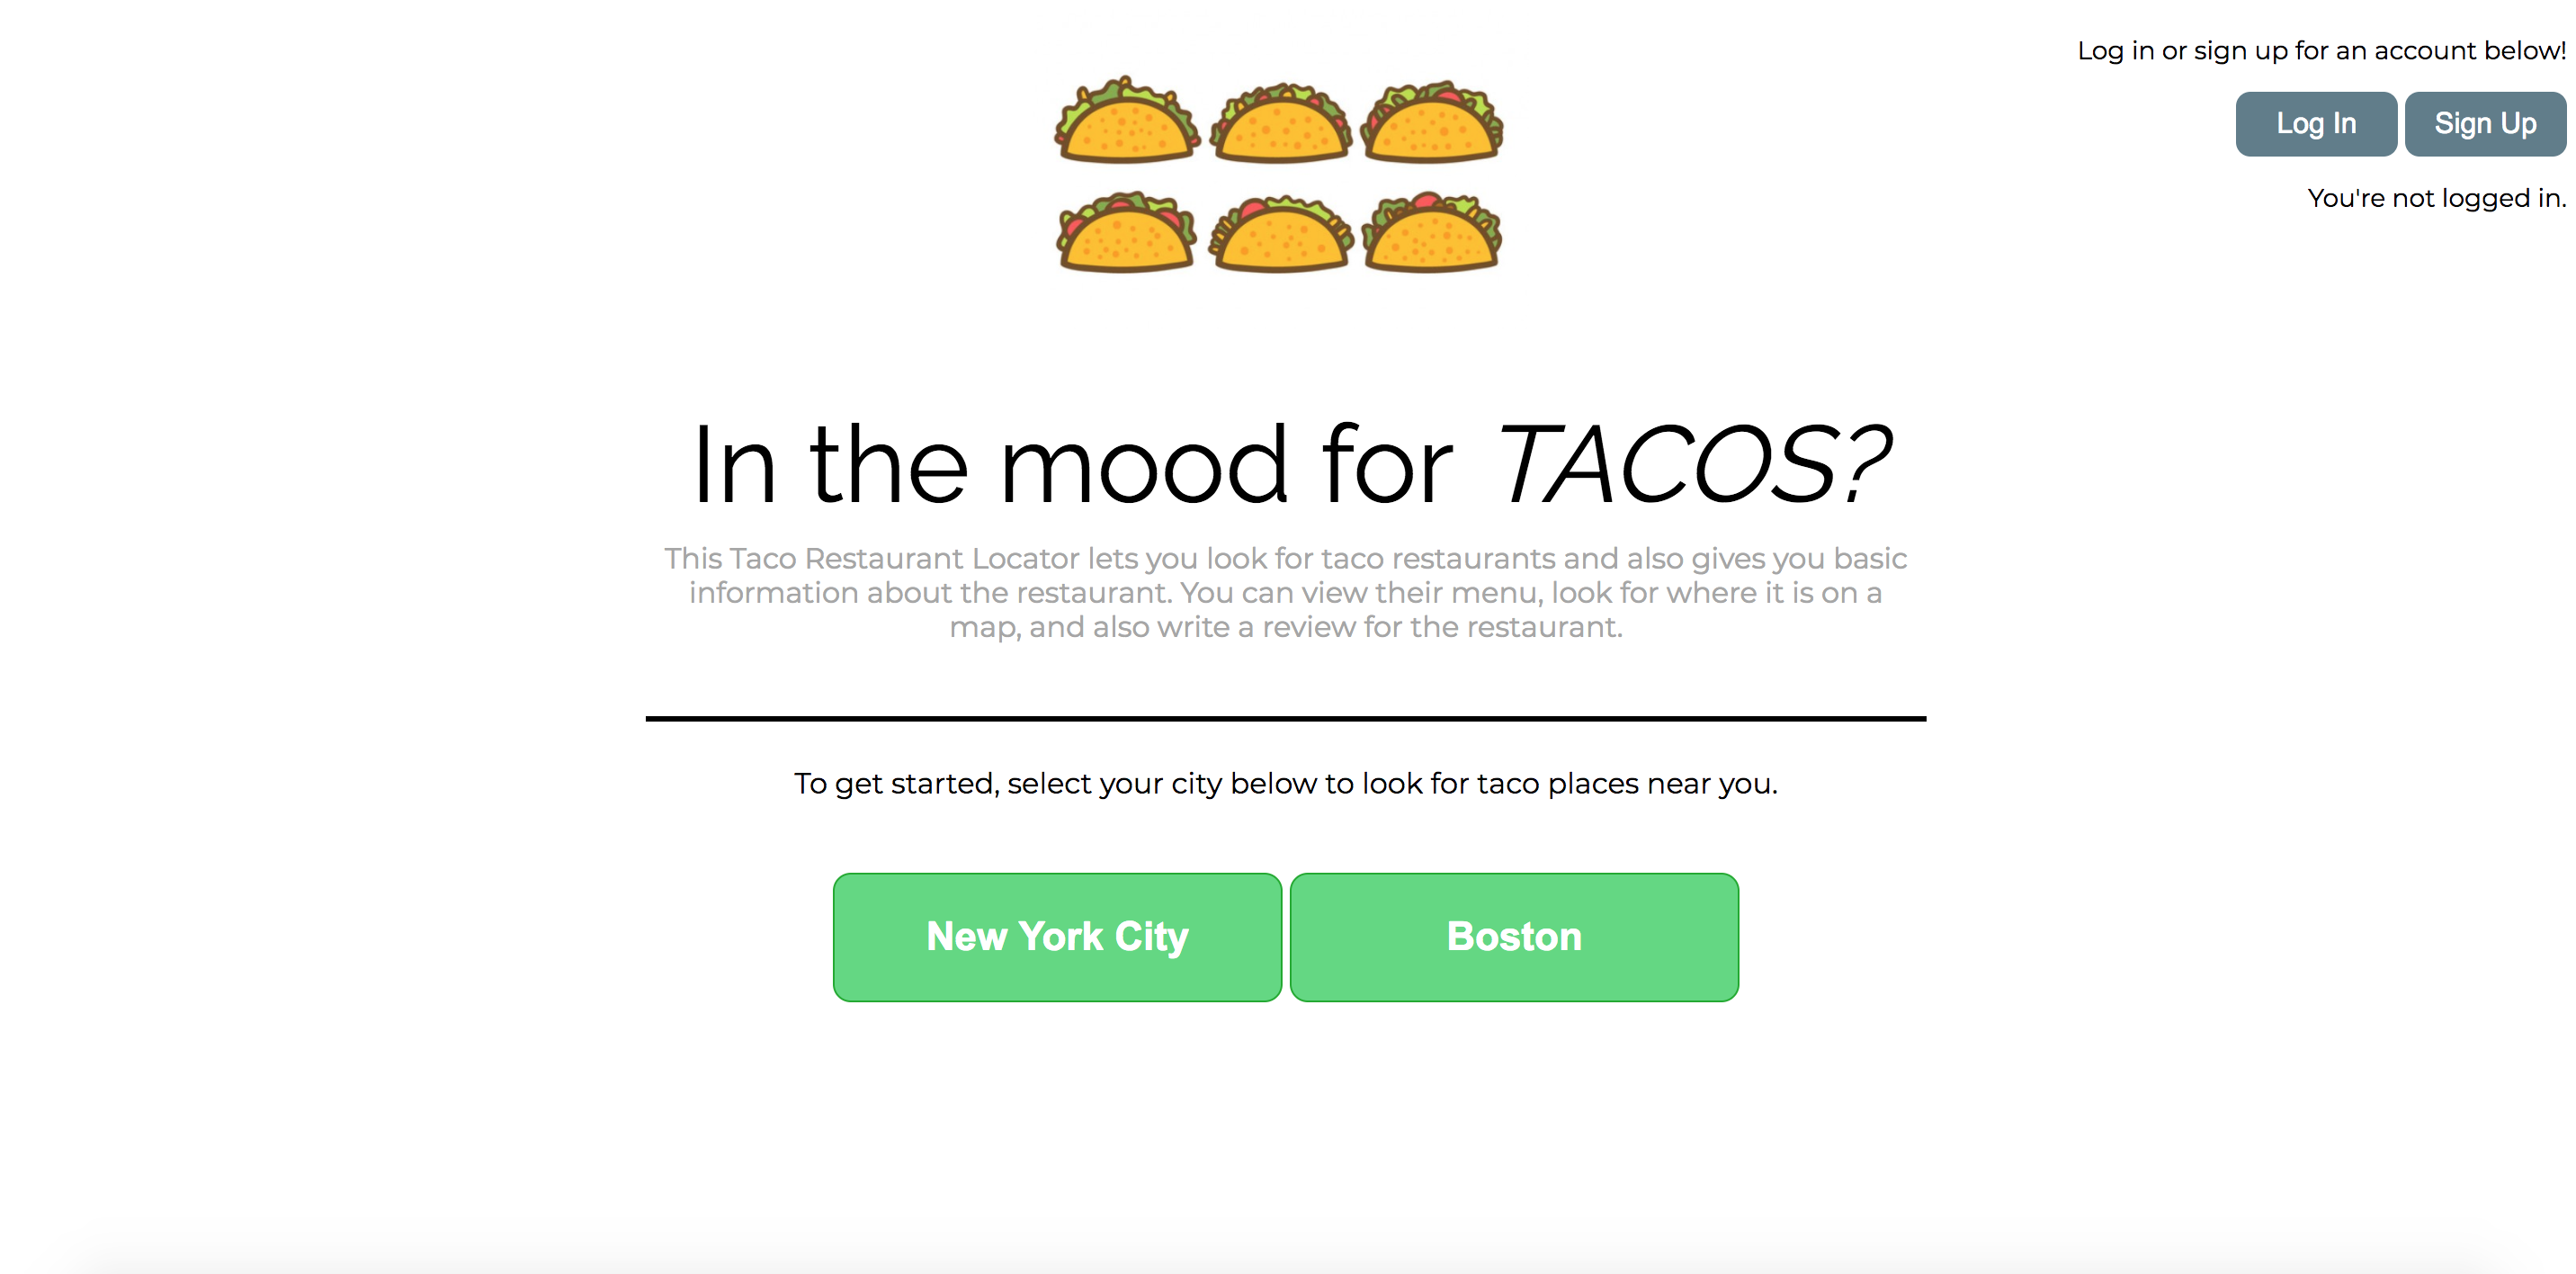 Log in or sign up for an account below!
Log In
Sign Up
You're not logged in.
In the mood for TACOS?
This Taco Restaurant Locator lets you look for taco restaurants and also gives you basic
information about the restaurant. You can view their menu, look for where it is on a
map, and also write a review for the restaurant.
To get started, select your city below to look for taco places near you.
New York City
Boston